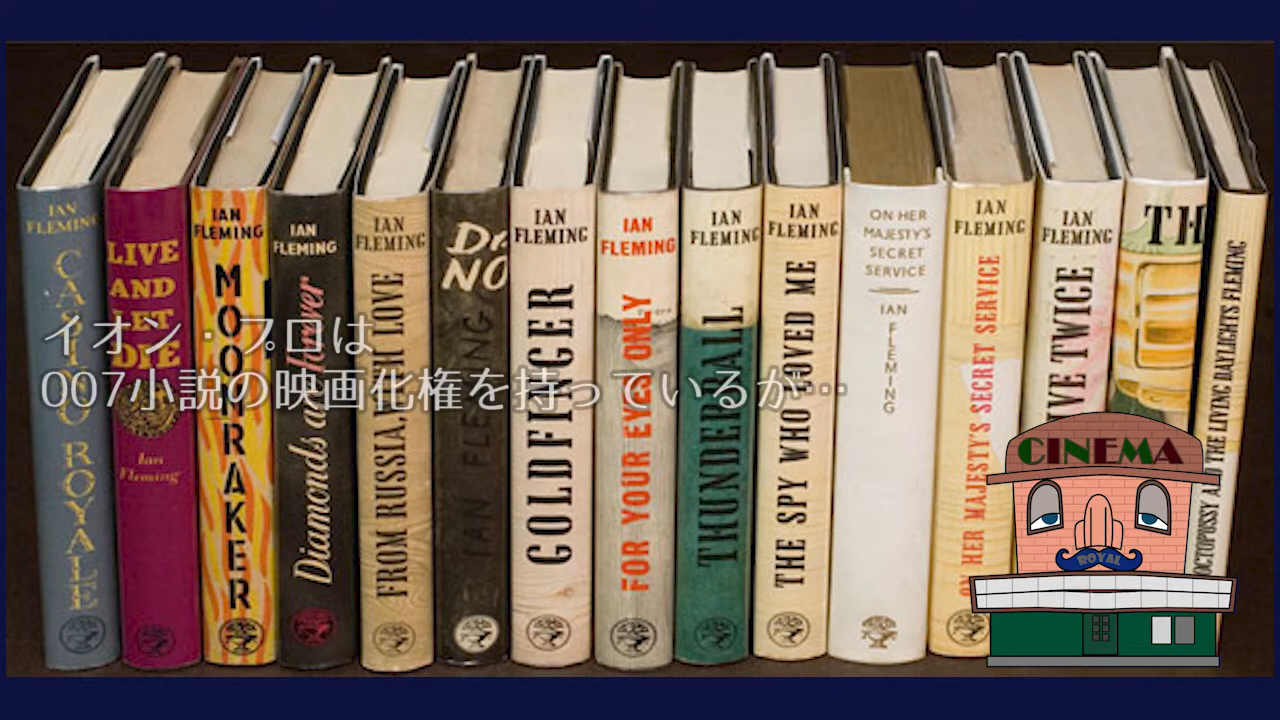 IAN
FLEMING
CASINO ROYALE
LIVE
AND
LET
DIE
Ian
Fleming
IAN
FLEMING
MOONRAKER
IAN
FLEMING
Diamonds are Forever
IAN
FLEMING
FROM RUSSIA, WITH LOVE
Dr.
NO
IAN FLEMING
IAN
FLEMING
GOLDFINGER
IAN
FLEMING
FOR YOUR EYES ONLY
IAN
FLEMING
THUNDERBALL
IAN
FLEMING
THE SPY WHO LOVED ME
ON HER
MAJESTY'S
SECRET
SERVICE
IAN
FLEMING
IAN
FLEMING
ON HER MAJESTY'S SECRET SERVICE
IAN
FLEMING
LIVE TWICE
TH
OCTOPUSSY AND THE LIVING DAYLIGHTS FLEMING
イオン・プロは
007小説の映画化権を持っているが…
CINEMA
ROYAL